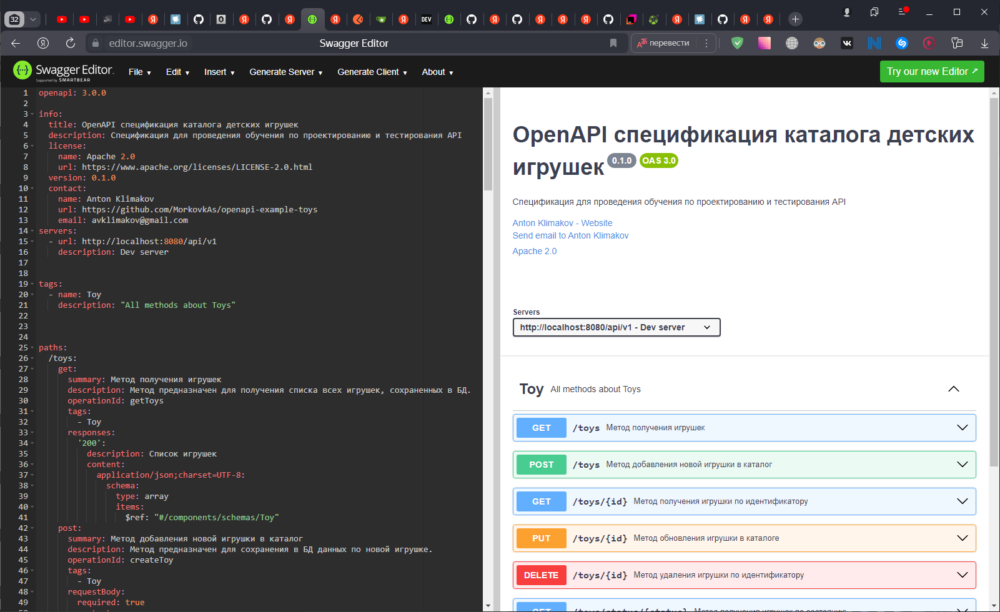 32
DEV
editor.swagger.io
Swagger Editor
перевести
Swagger Editor
Supported by SMARTBEAR
File
Edit
Insert
Generate Server
Generate Client
About
Try our new Editor
1 openapi: 3.0.0
2
3 info:
4 title: OpenAPI спецификация каталога детских игрушек
5 description: Спецификация для проведения обучения по проектированию и тестирования API
6 license:
7 name: Apache 2.0
8 url: https://www.apache.org/licenses/LICENSE-2.0.html
9 version: 0.1.0
10 contact:
11 name: Anton Klimakov
12 url: https://github.com/MorkovkAs/openapi-example-toys
13 email: avklimakov@gmail.com
14 servers:
15 - url: http://localhost:8080/api/v1
16 description: Dev server
17
18
19 tags:
20 - name: Toy
21 description: "All methods about Toys"
22
23
24
25 paths:
26 /toys:
27 get:
28 summary: Метод получения игрушек
29 description: Метод предназначен для получения списка всех игрушек, сохраненных в БД.
30 operationId: getToys
31 tags:
32 - Toy
33 responses:
34 '200':
35 description: Список игрушек
36 content:
37 application/json;charset=UTF-8:
38 schema:
39 type: array
40 items:
41 $ref: "#/components/schemas/Toy"
42 post:
43 summary: Метод добавления новой игрушки в каталог
44 description: Метод предназначен для сохранения в БД данных по новой игрушке.
45 operationId: createToy
46 tags:
47 - Toy
48 requestBody:
49 required: true
OpenAPI спецификация каталога детских
игрушек 0.1.0 OAS 3.0
Спецификация для проведения обучения по проектированию и тестирования API
Anton Klimakov - Website
Send email to Anton Klimakov
Apache 2.0
Servers
http://localhost:8080/api/v1 - Dev server
Toy All methods about Toys
GET /toys Метод получения игрушек
POST /toys Метод добавления новой игрушки в каталог
GET /toys/{id} Метод получения игрушки по идентификатору
PUT /toys/{id} Метод обновления игрушки в каталоге
DELETE /toys/{id} Метод удаления игрушки по идентификатору
GET /toys/status/{status} Метод получения игрушек по состоянию